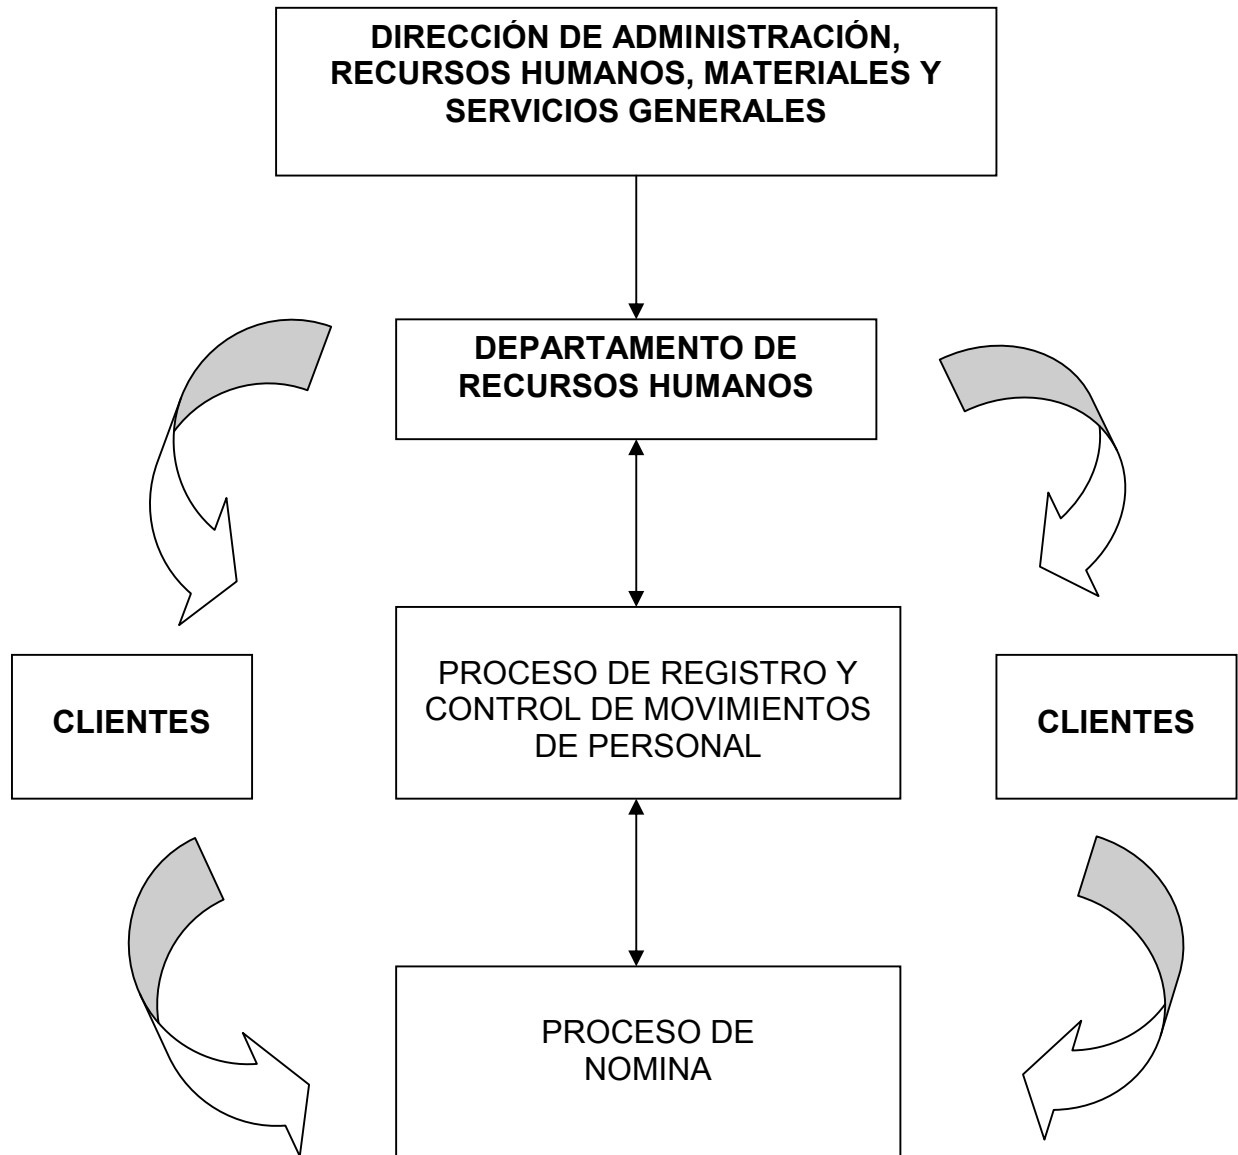 DIRECCIÓN DE ADMINISTRACIÓN,
RECURSOS HUMANOS, MATERIALES Y
SERVICIOS GENERALES
DEPARTAMENTO DE
RECURSOS HUMANOS
CLIENTES
PROCESO DE REGISTRO Y
CONTROL DE MOVIMIENTOS
DE PERSONAL
CLIENTES
PROCESO DE
NOMINA